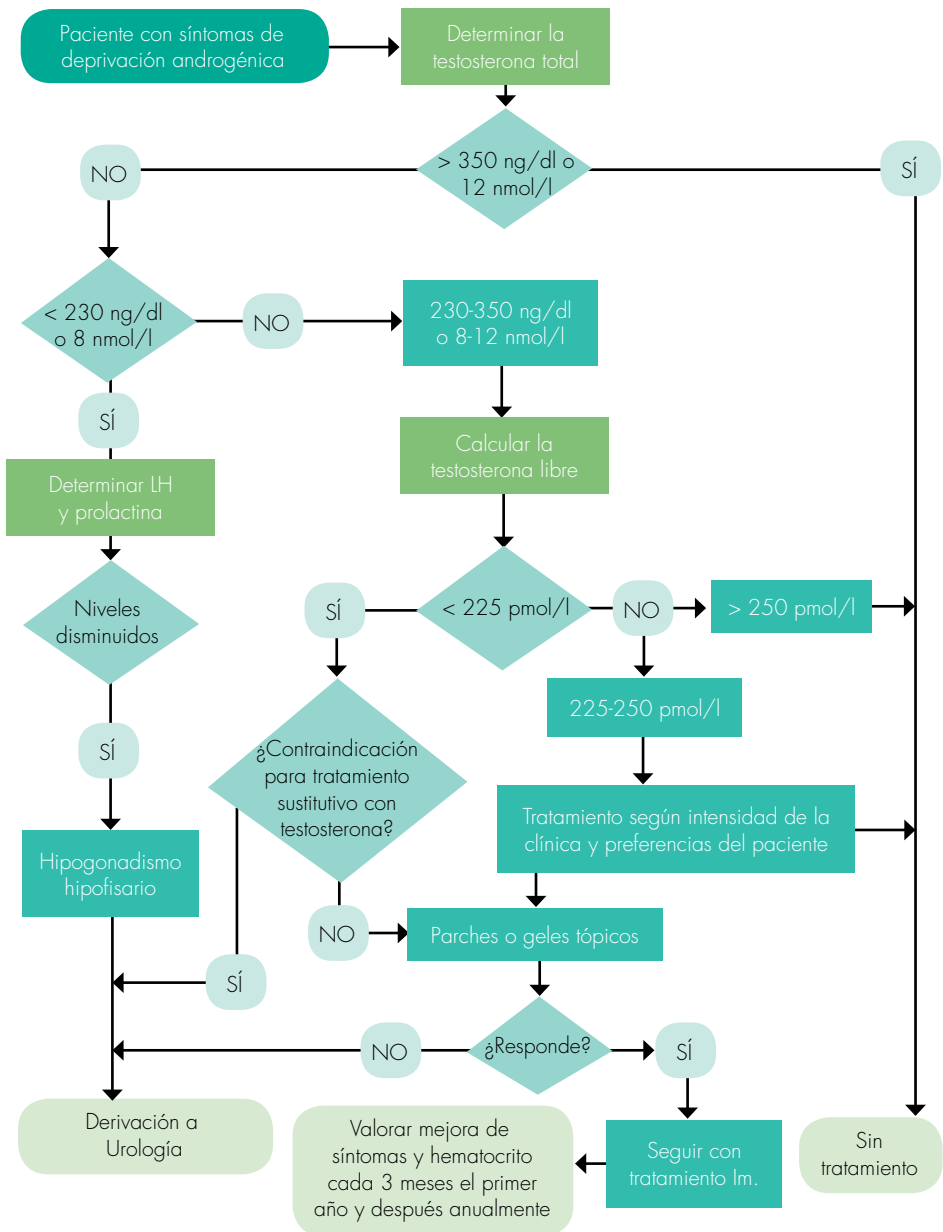 Paciente con síntomas de
deprivación androgénica
Determinar la
testosterona total
> 350 ng/dl o
12 nmol/l
NO
SÍ
< 230 ng/dl
o 8 nmol/l
NO
230-350 ng/dl
o 8-12 nmol/l
SÍ
Calcular la
testosterona libre
Determinar LH
y prolactina
Niveles
disminuidos
SÍ
< 225 pmol/l
NO
> 250 pmol/l
225-250 pmol/l
SÍ
¿Contraindicación
para tratamiento
sustitutivo con
testosterona?
Tratamiento según intensidad de la
clínica y preferencias del paciente
Hipogonadismo
hipofisario
NO
Parches o geles tópicos
SÍ
NO
¿Responde?
SÍ
Derivación a
Urología
Valorar mejora de
síntomas y hematocrito
cada 3 meses el primer
año y después anualmente
Seguir con
tratamiento Im.
Sin
tratamiento